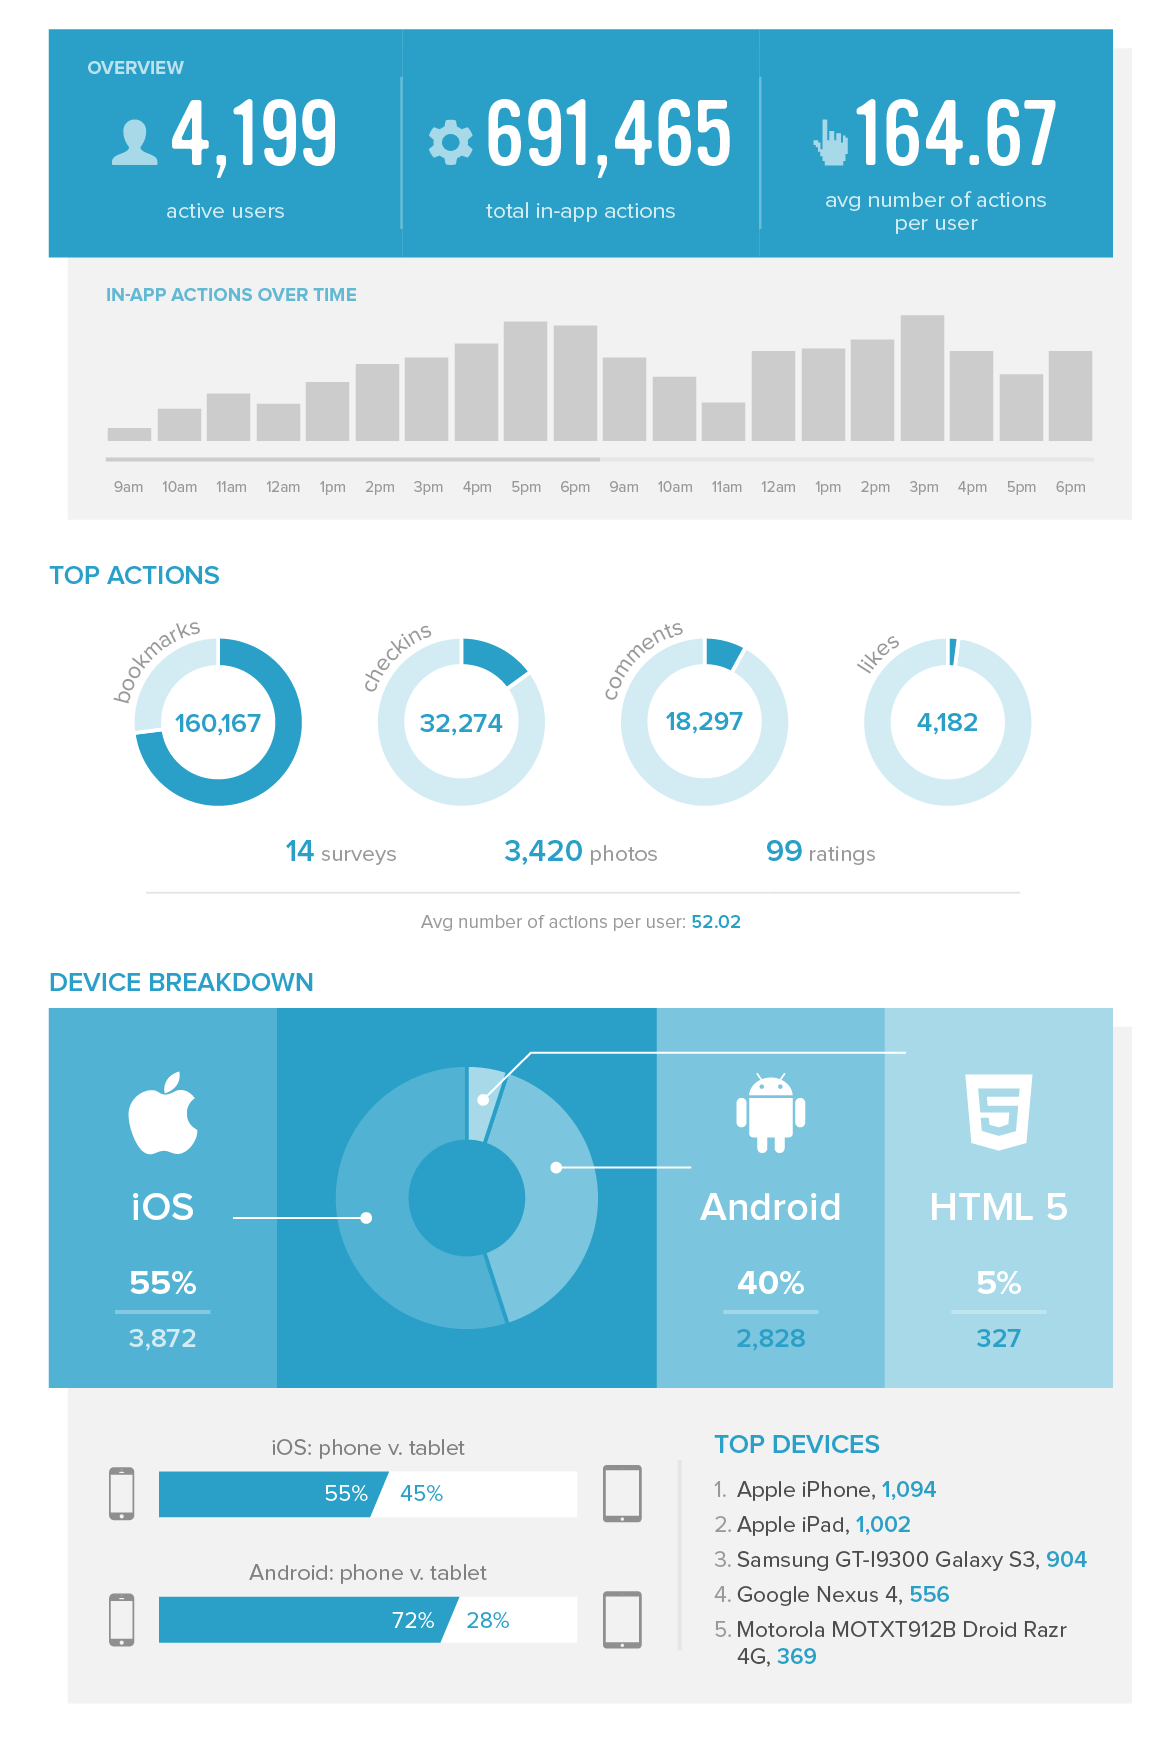 OVERVIEW
4,199
691,465
164.67
active users
total in-app actions
avg number of actions
per user
IN-APP ACTIONS OVER TIME
9am 10am 11am 12am 1pm 2pm 3pm 4pm 5pm 6pm 9am 10am 11am 12am 1pm 2pm 3pm 4pm 5pm 6pm
TOP ACTIONS
bookmarks
160,167
checkins
32,274
comments
18,297
likes
4,182
14 surveys
3,420 photos
99 ratings
Avg number of actions per user: 52.02
DEVICE BREAKDOWN
iOS
55%
3,872
Android
40%
2,828
HTML 5
5%
327
iOS: phone v. tablet
55% 45%
Android: phone v. tablet
72% 28%
TOP DEVICES
1. Apple iPhone, 1,094
2. Apple iPad, 1,002
3. Samsung GT-I9300 Galaxy S3, 904
4. Google Nexus 4, 556
5. Motorola MOTXT912B Droid Razr
4G, 369